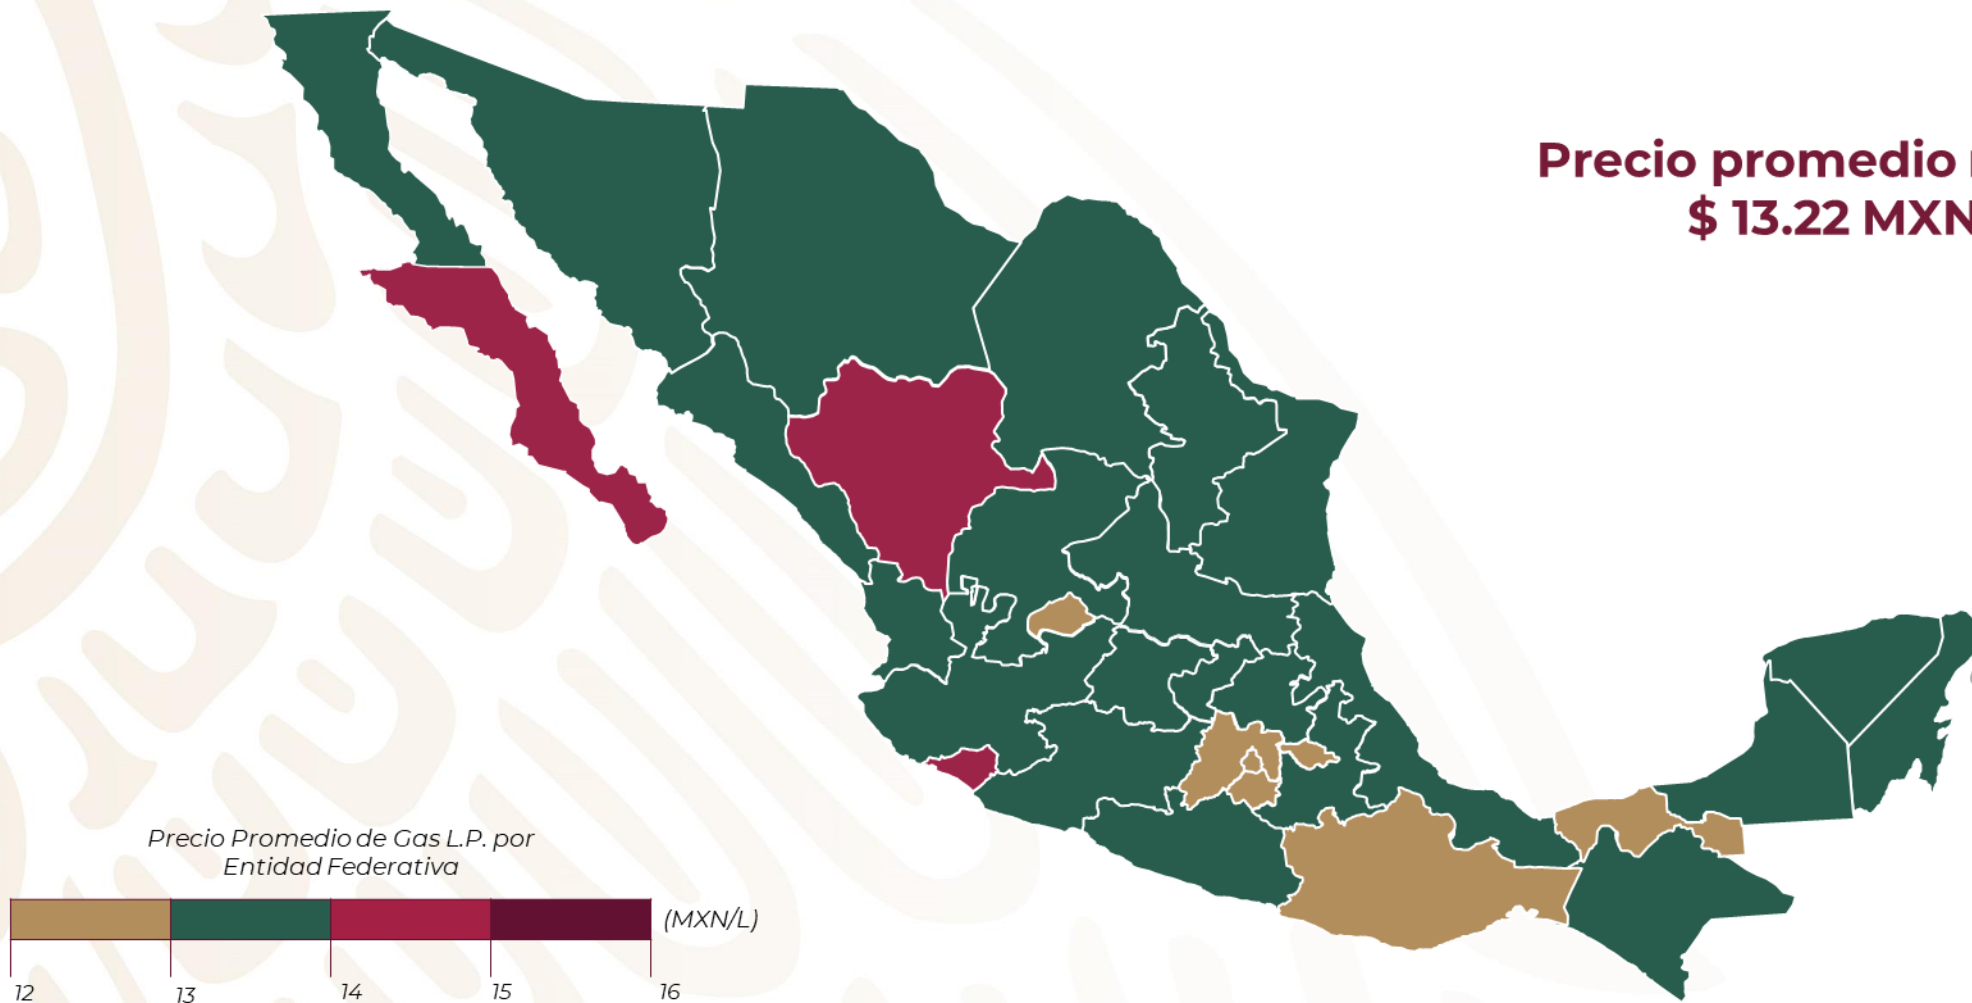 Precio promedio
$ 13.22 MXN
Precio Promedio de Gas L.P. por
Entidad Federativa
(MXN/L)
12 13 14 15 16